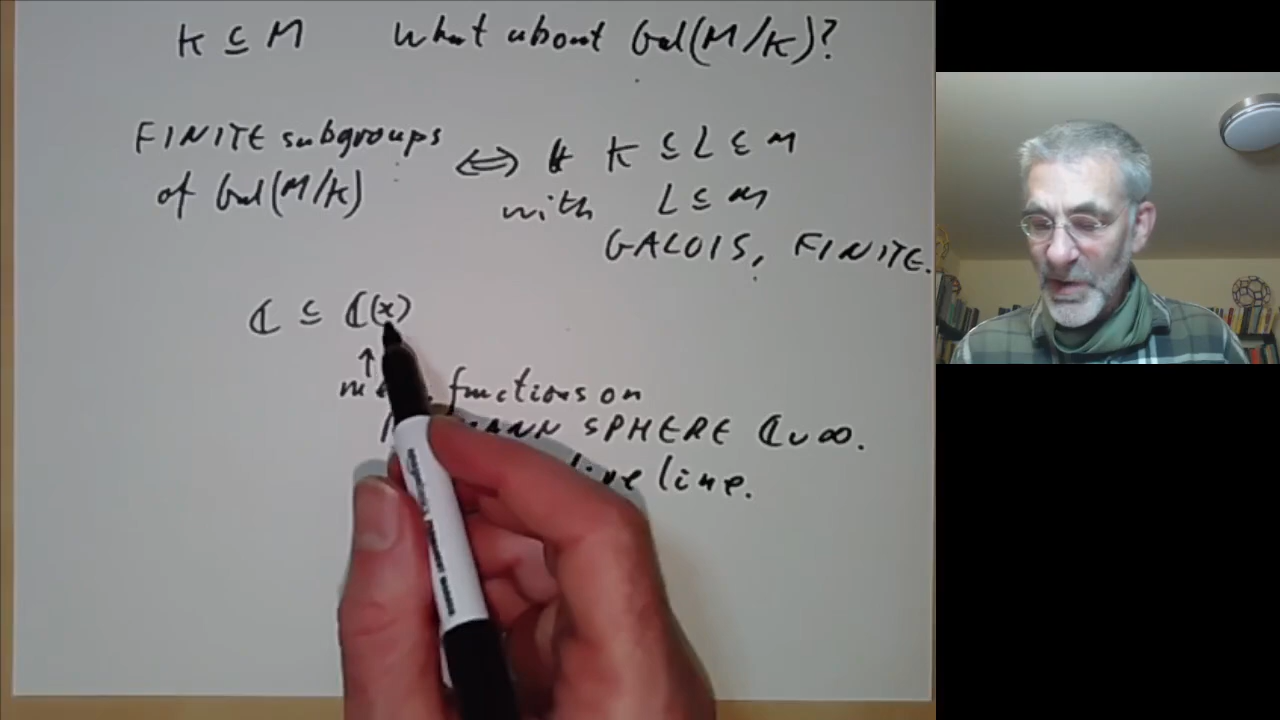 K ⊆ M What about Gal(M/K)?
FINITE subgroups ⇔ K ⊆ L ⊆ M
of Gal(M/K) with L ⊆ M
GALOIS, FINITE.
ℂ ⊆ ℂ(x)
↑
functions on
SPHERE ℂ∪∞.
line.